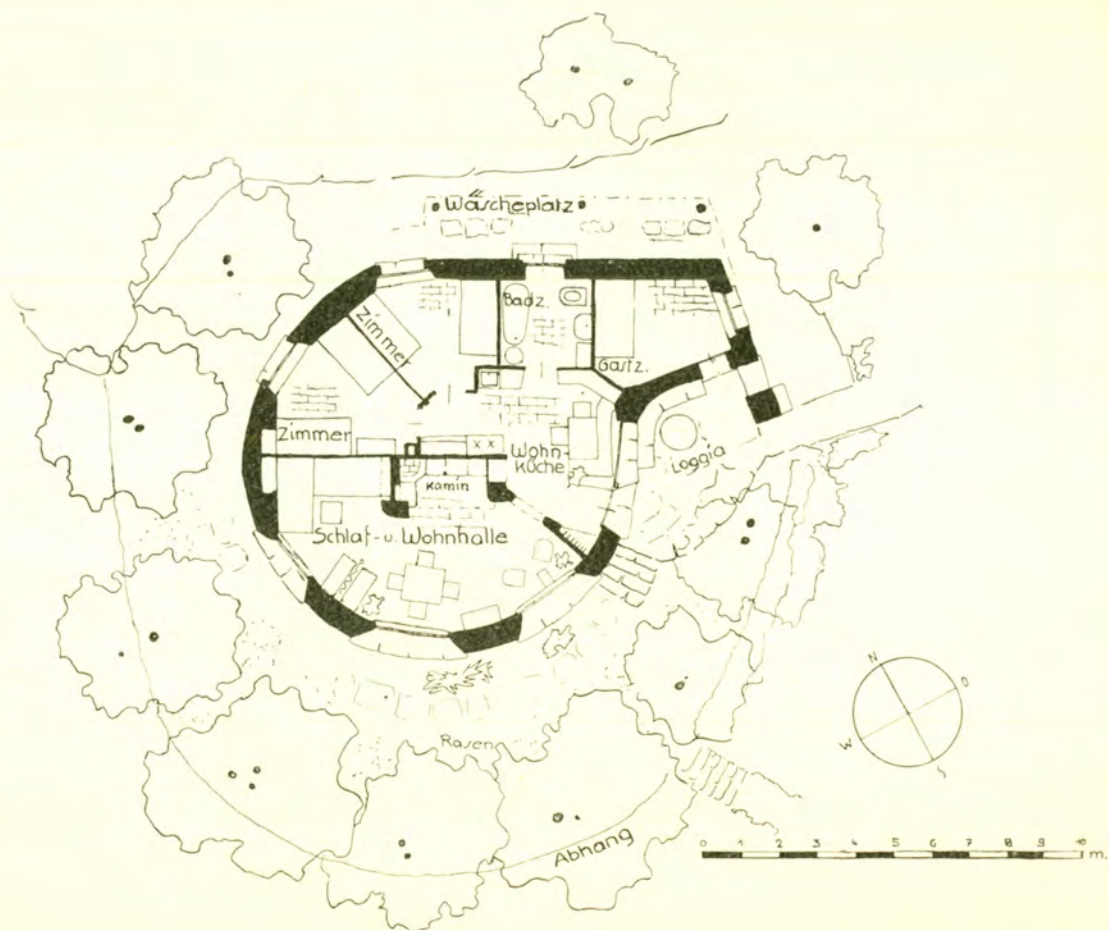 Wäscheplatz
Badz.
Zimmer
Gastz.
Zimmer
Wohn-
küche
Loggia
Kamin
Schlaf-u. Wohnhalle
Rasen
Abhang
N
O
W
S
0 1 2 3 4 5 6 7 8 9 10 m.
x x